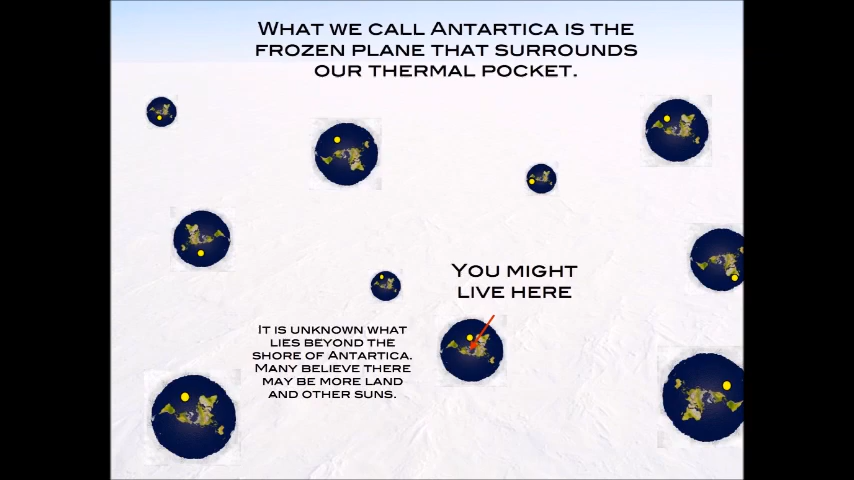 What we call Antartica is the
frozen plane that surrounds
our thermal pocket.
You might
live here
It is unknown what
lies beyond the
shore of Antartica.
Many believe there
may be more land
and other suns.